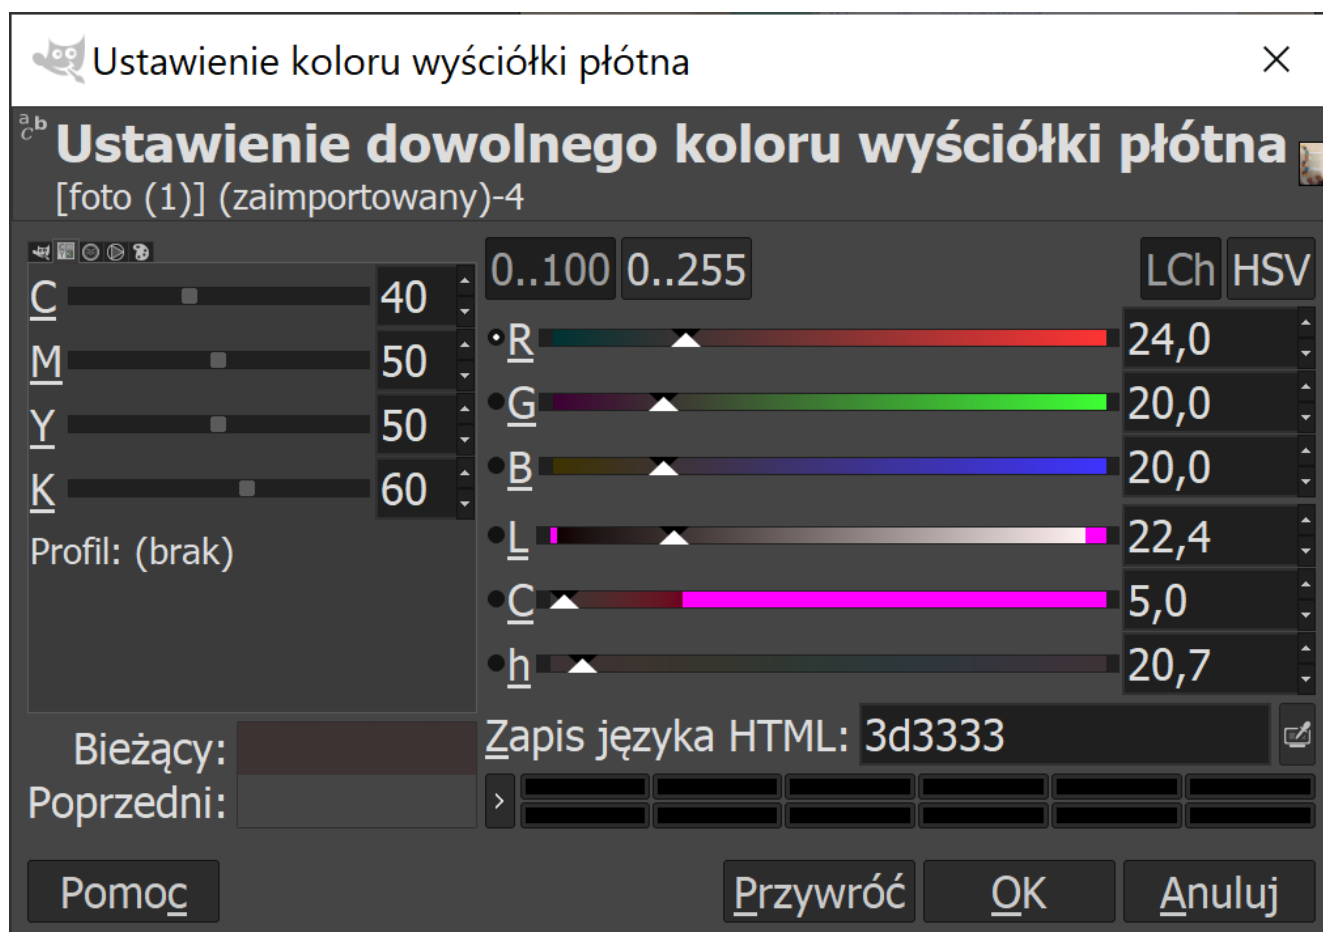 Ustawienie koloru wyściółki płótna
Ustawienie dowolnego koloru wyściółki płótna
[foto (1)] (zaimportowany)-4
C 40
M 50
Y 50
K 60
Profil: (brak)
Bieżący:
Poprzedni:
0..100 0..255 LCh HSV
R 24,0
G 20,0
B 20,0
L 22,4
C 5,0
h 20,7
Zapis języka HTML: 3d3333
Pomoc Przywróć OK Anuluj